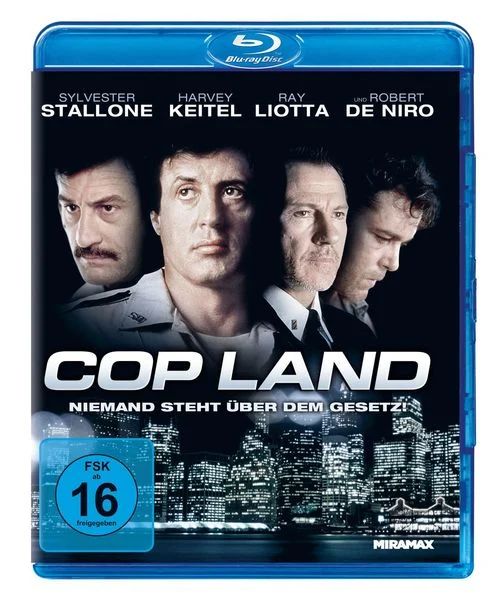 Blu-ray Disc
SYLVESTER STALLONE
HARVEY KEITEL
RAY LIOTTA
UND ROBERT DE NIRO
COP LAND
NIEMAND STEHT ÜBER DEM GESETZ!
FSK
ab
16
freigegeben
MIRAMAX